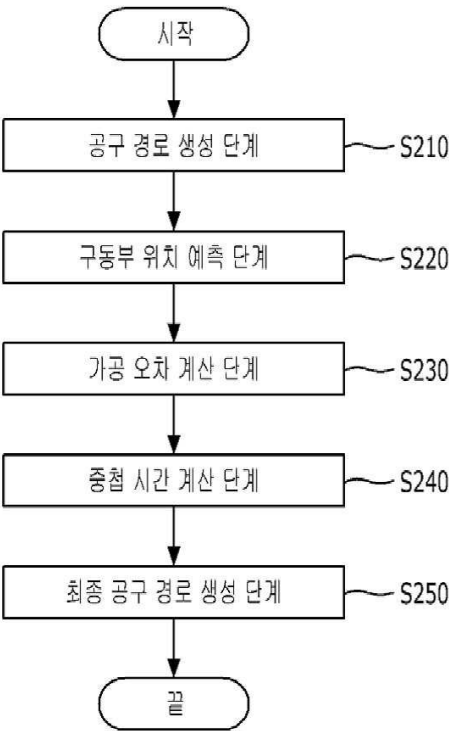 시작
공구 경로 생성 단계 S210
구동부 위치 예측 단계 S220
가공 오차 계산 단계 S230
중첩 시간 계산 단계 S240
최종 공구 경로 생성 단계 S250
끝